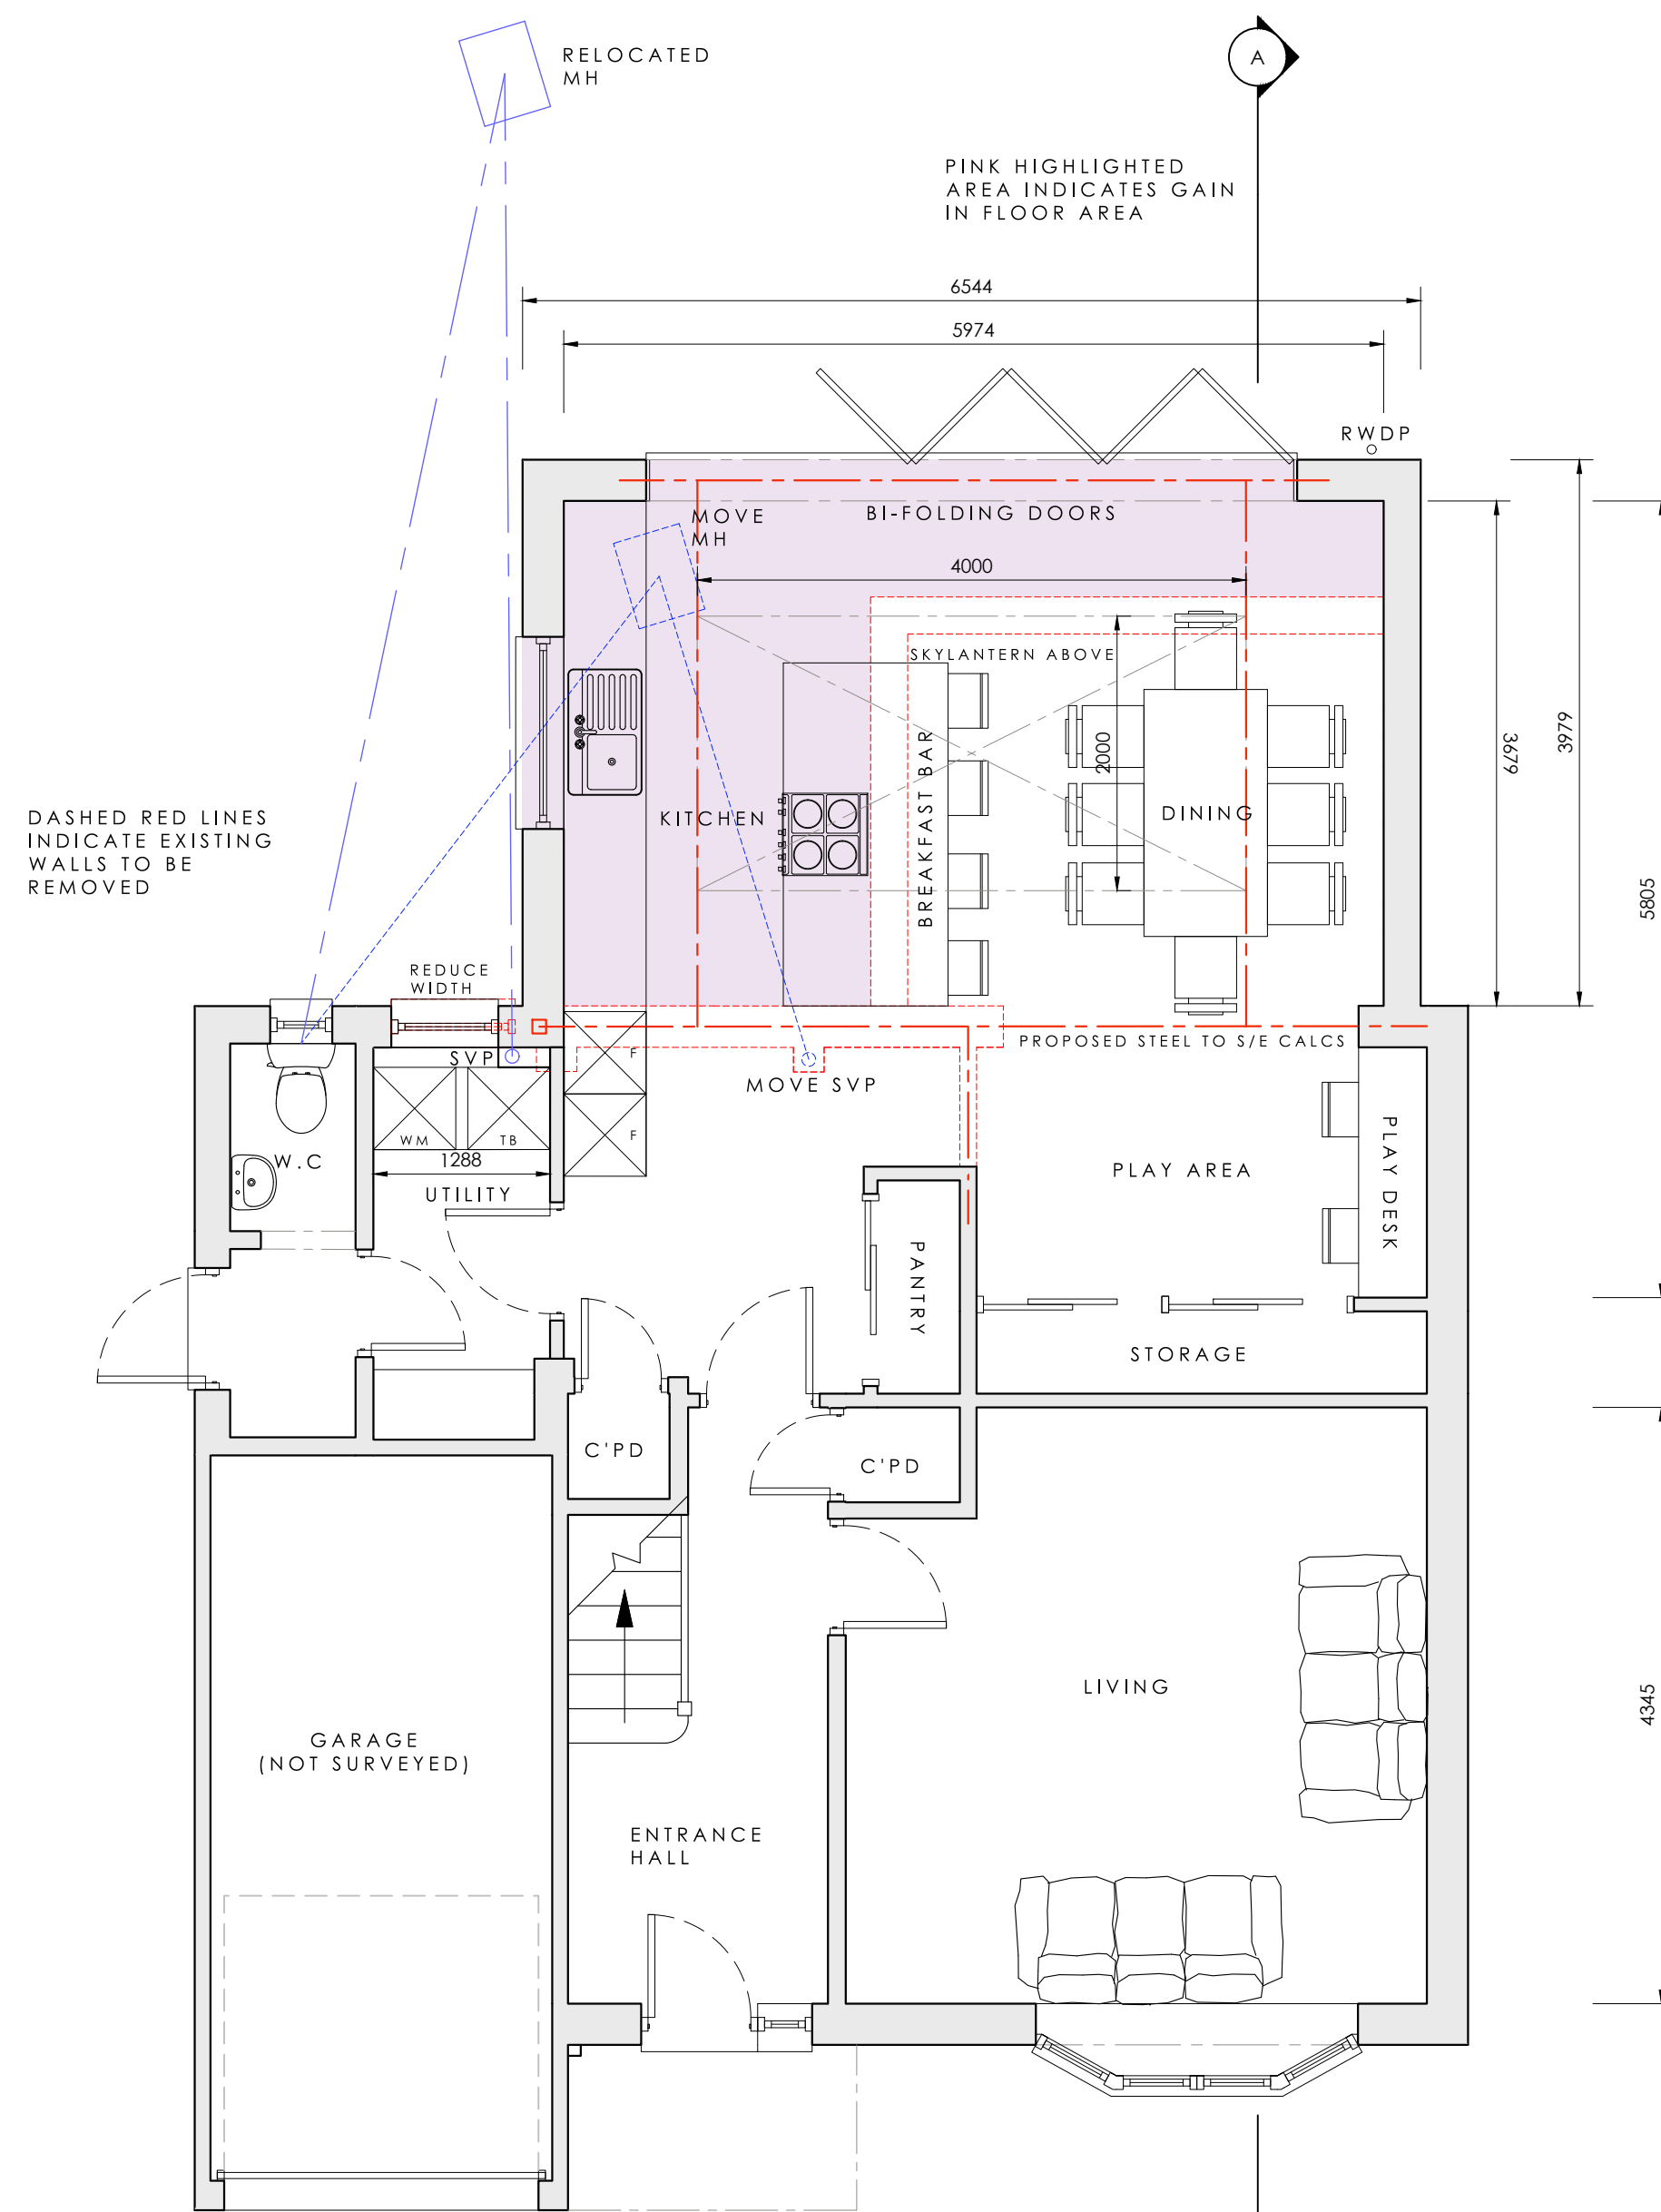 RELOCATED
MH
A
PINK HIGHLIGHTED
AREA INDICATES GAIN
IN FLOOR AREA
6544
5974
RWDP
MOVE
MH
BI-FOLDING DOORS
4000
SKYLANTERN ABOVE
2000
3679
3979
5805
KITCHEN
BREAKFAST BAR
DINING
DASHED RED LINES
INDICATE EXISTING
WALLS TO BE
REMOVED
REDUCE
WIDTH
SVP
F
F
MOVE SVP
PROPOSED STEEL TO S/E CALCS
WM
TB
1288
W.C
UTILITY
PANTRY
PLAY AREA
PLAY DESK
STORAGE
C'PD
C'PD
LIVING
4345
GARAGE
(NOT SURVEYED)
ENTRANCE
HALL